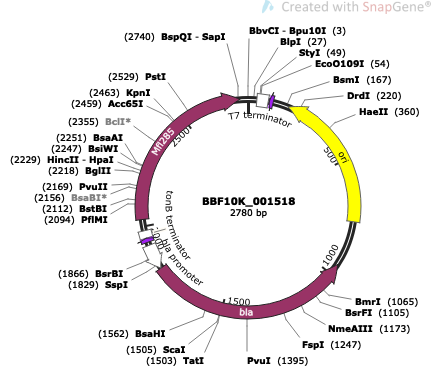 Created with SnapGene®
(2740) BspQI - SapI
BbvCI - Bpu10I (3)
BlpI (27)
StyI (49)
EcoO109I (54)
(2529) PstI
BsmI (167)
(2463) KpnI
DrdI (220)
(2459) Acc65I
HaeII (360)
(2355) BclI*
(2251) BsaAI
(2247) BsiWI
(2229) HincII - HpaI
(2218) BglII
(2169) PvuII
(2156) BsaBI*
(2112) BstBI
(2094) PflMI
T7 terminator
Mfl285
2500
ori
500
BBF10K_001518
2780 bp
tonB terminator
bla promoter
1000
(1866) BsrBI
(1829) SspI
1500
bla
BmrI (1065)
BsrFI (1105)
NmeAIII (1173)
FspI (1247)
(1562) BsaHI
(1505) ScaI
(1503) TatI
PvuI (1395)